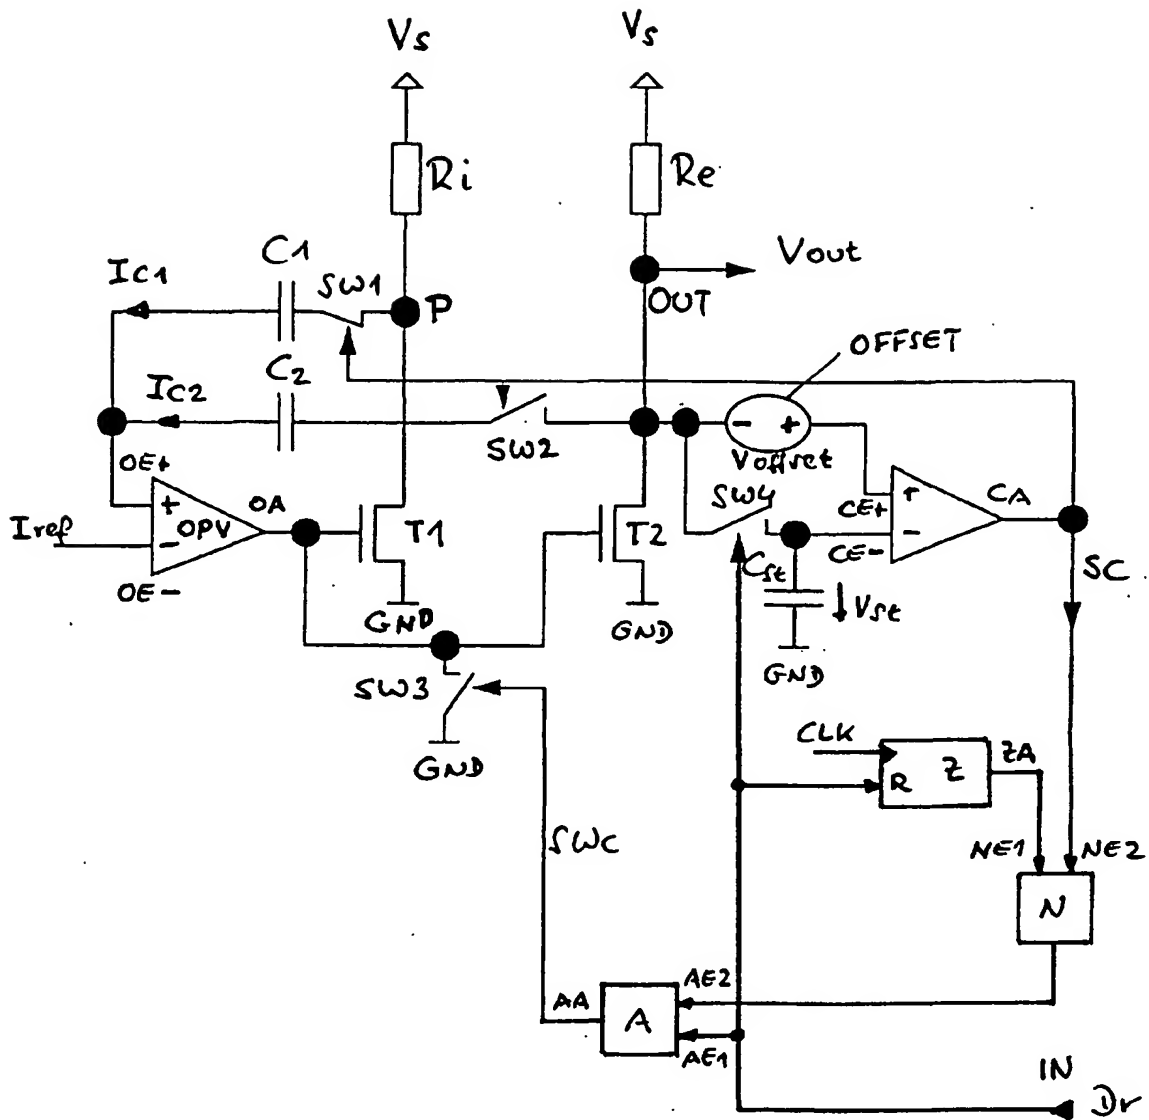 Vs
Vs
Ri
Re
C1
IC1
SW1
P
Vout
OUT
OFFSET
C2
IC2
SW2
- +
Voffset
OE+
OA
+
OPV
-
Iref
OE-
T1
T2
SW4
CE+
+
-
CA
CE-
Cst
Vst
SC
GND
GND
GND
SW3
GND
CLK
ZA
R
Z
SWC
NE1
NE2
N
AE2
AA
A
AE1
IN
Dr